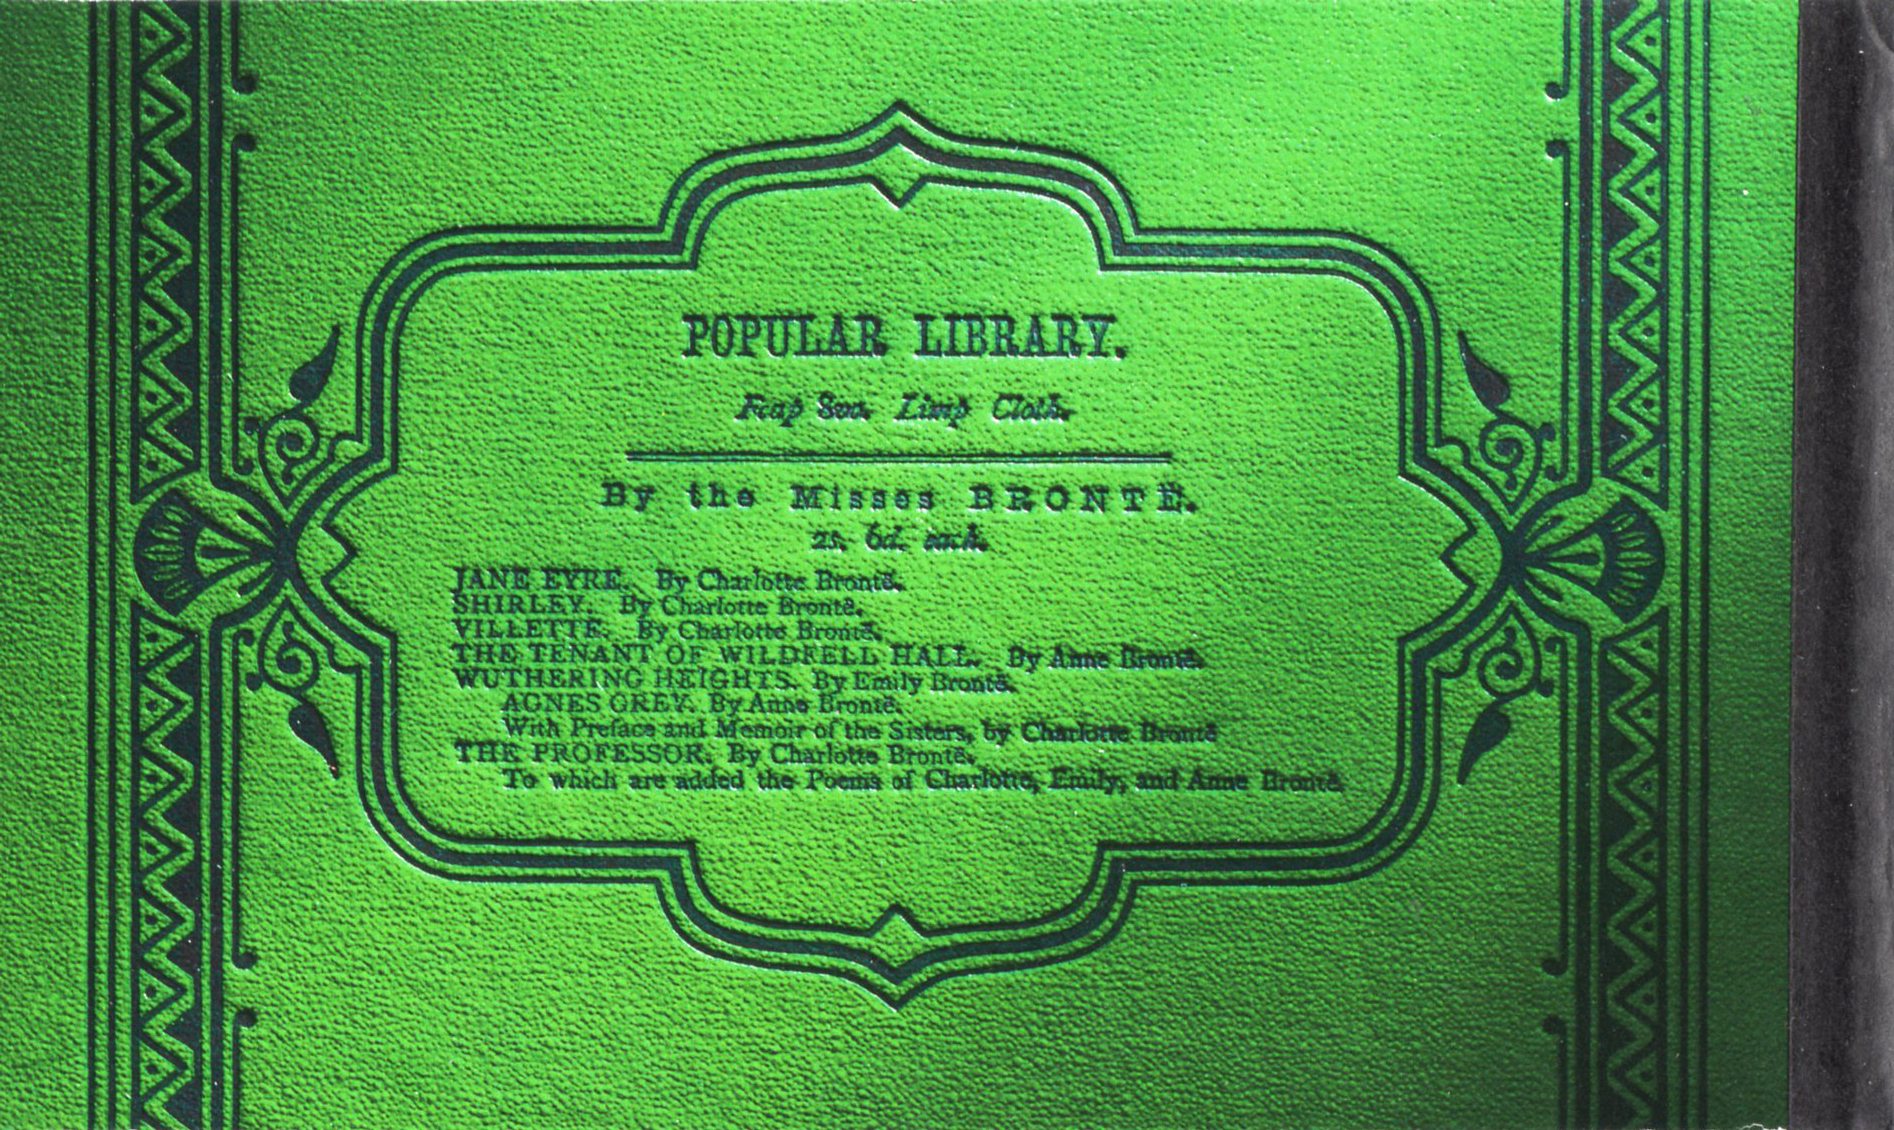 POPULAR LIBRARY.
Fcap 8vo. Limp Cloth.
By the Misses BRONTË.
2s. 6d. each.
JANE EYRE. By Charlotte Brontë.
SHIRLEY. By Charlotte Brontë.
VILLETTE. By Charlotte Brontë.
THE TENANT OF WILDFELL HALL. By Anne Brontë.
WUTHERING HEIGHTS. By Emily Brontë.
AGNES GREY. By Anne Brontë.
With Preface and Memoir of the Sisters, by Charlotte Brontë
THE PROFESSOR. By Charlotte Brontë.
To which are added the Poems of Charlotte, Emily, and Anne Brontë.